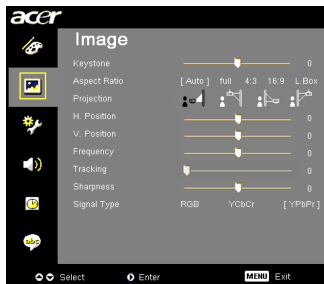 acer
Image
Keystone 0
Aspect Ratio [ Auto ] full 4:3 16:9 L.Box
Projection
H. Position 0
V. Position 0
Frequency 0
Tracking 0
Sharpness 0
Signal Type RGB YCbCr [ YPbPr ]
abc
Select Enter MENU Exit